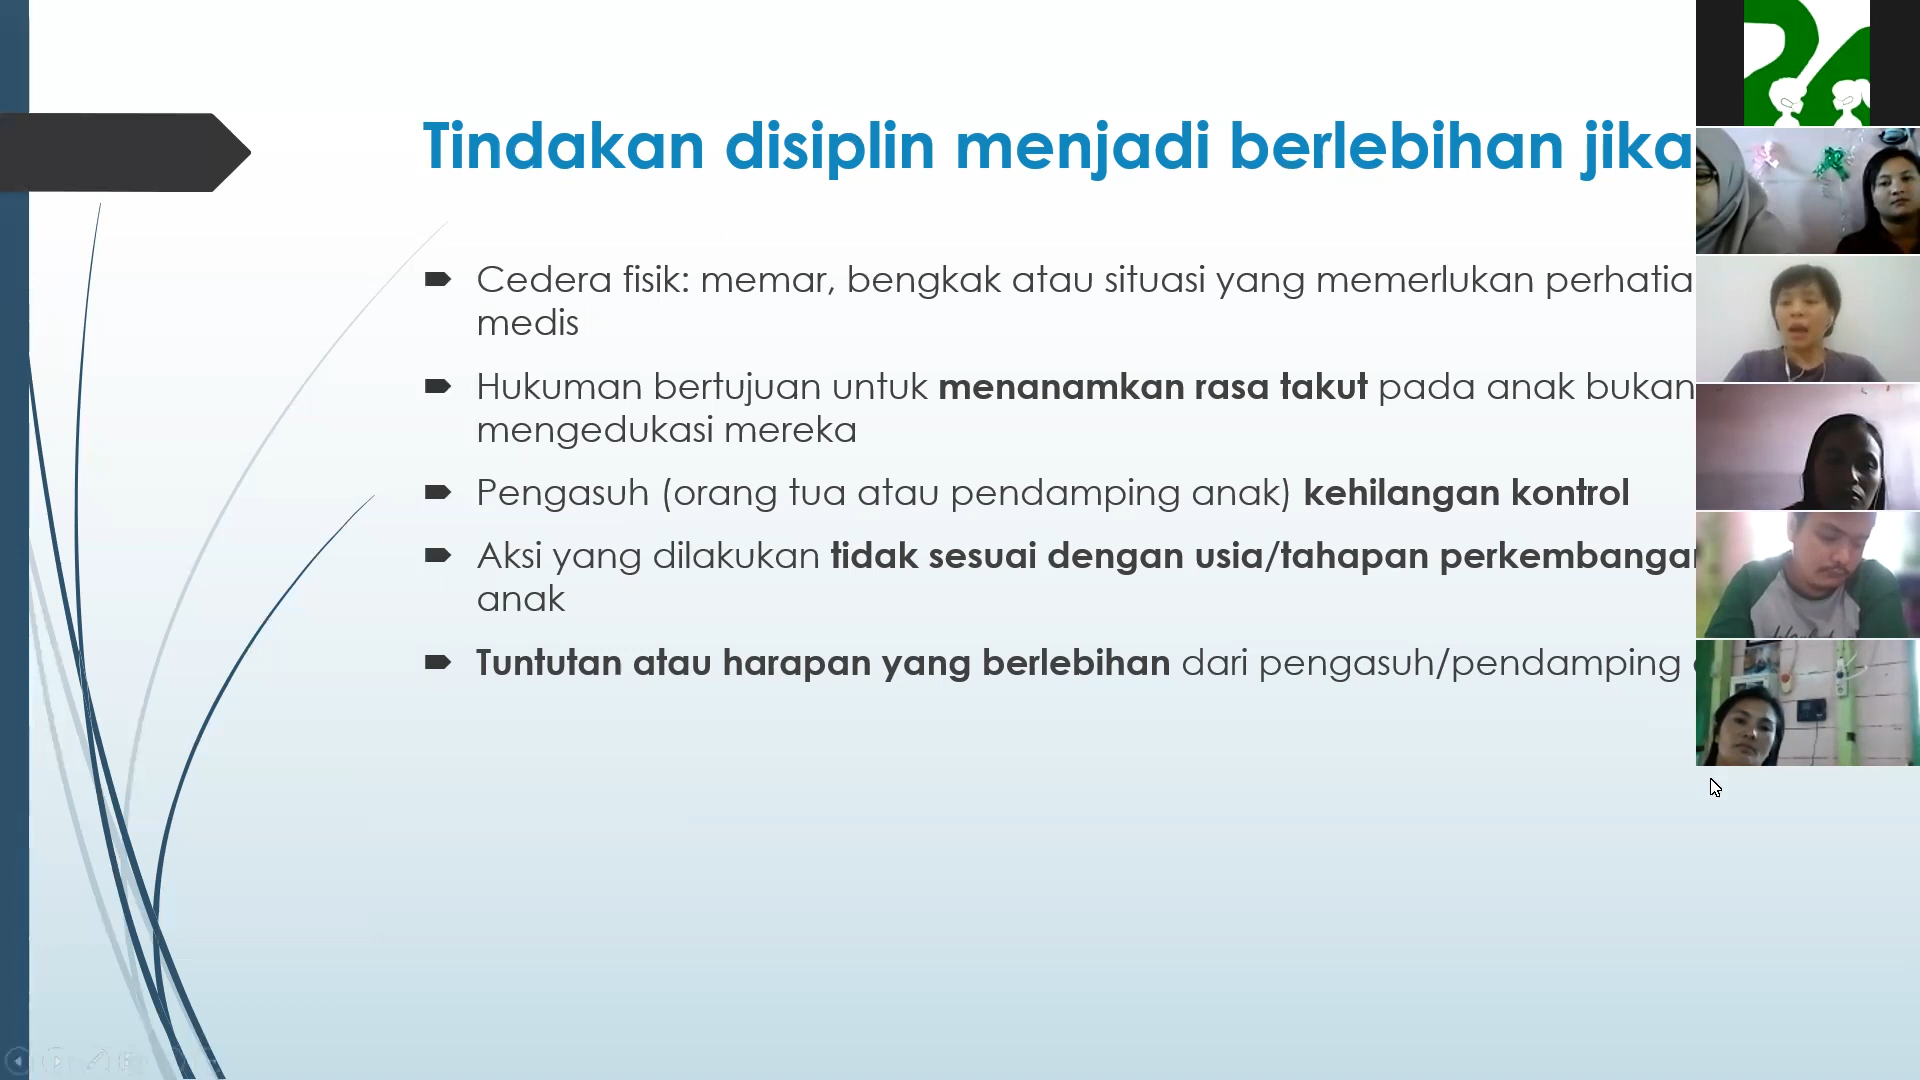 Tindakan disiplin menjadi berlebihan jika
Cedera fisik: memar, bengkak atau situasi yang memerlukan
medis
Hukuman bertujuan untuk menanamkan rasa takut pada anak bukan
mengedukasi mereka
Pengasuh (orang tua atau pendamping anak) kehilangan kontrol
Aksi yang dilakukan tidak sesuai dengan usia/tahapan
anak
Tuntutan atau harapan yang berlebihan dari pengasuh/pendamping